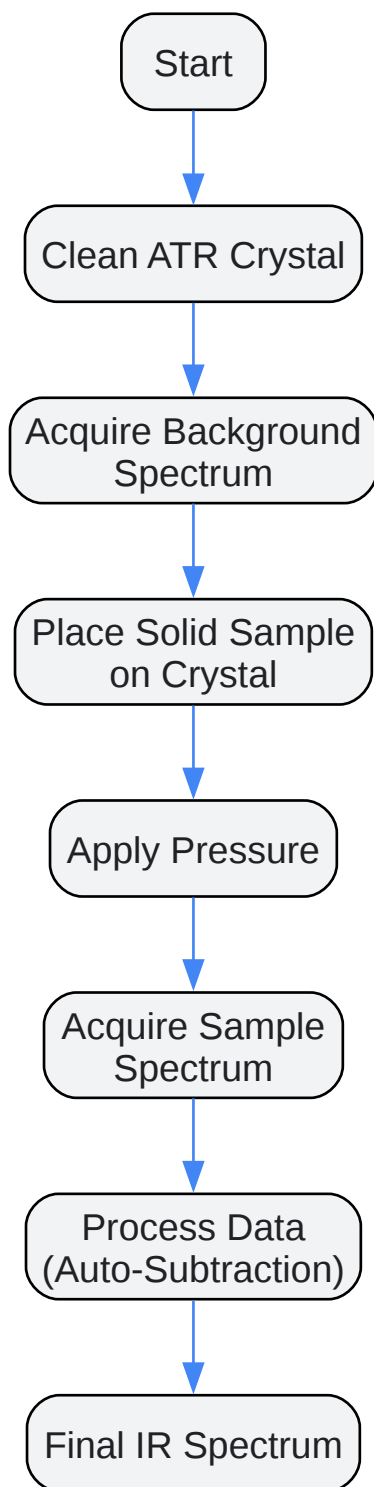 Start
Clean ATR Crystal
Acquire Background
Spectrum
Place Solid Sample
on Crystal
Apply Pressure
Acquire Sample
Spectrum
Process Data
(Auto-Subtraction)
Final IR Spectrum